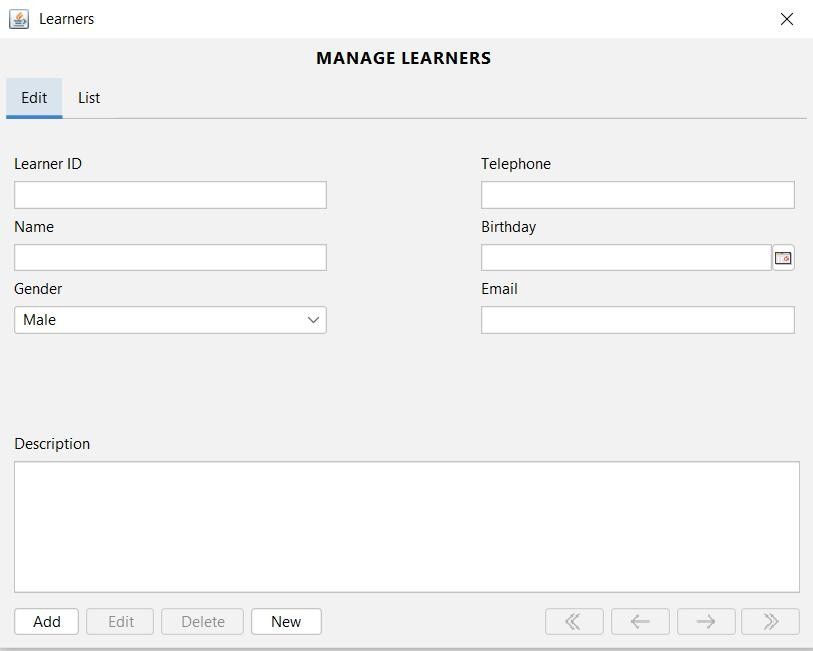 Learners
MANAGE LEARNERS
Edit List
Learner ID Telephone
Name Birthday
Gender Email
Male
Description
Add Edit Delete New